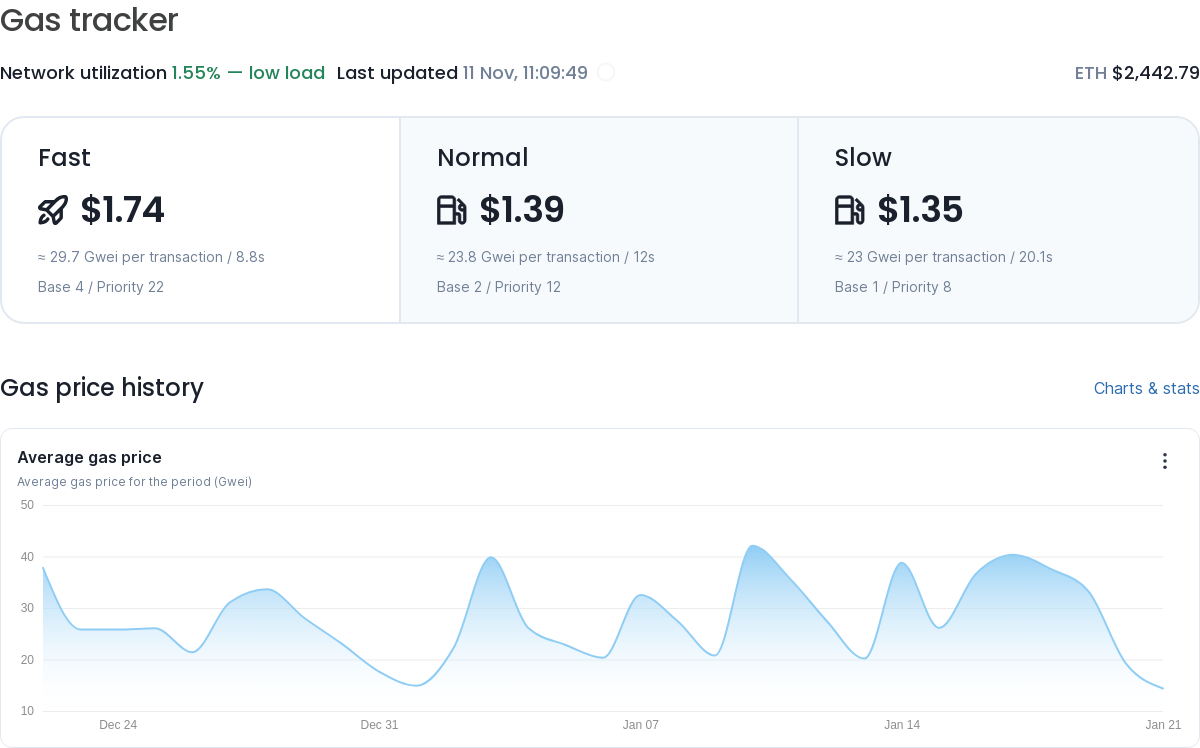 Gas tracker
Network utilization 1.55% — low load Last updated 11 Nov, 11:09:49 ETH $2,442.79
Fast Normal Slow
$1.74 $1.39 $1.35
≈ 29.7 Gwei per transaction / 8.8s ≈ 23.8 Gwei per transaction / 12s ≈ 23 Gwei per transaction / 20.1s
Base 4 / Priority 22 Base 2 / Priority 12 Base 1 / Priority 8
Gas price history Charts & stats
Average gas price
Average gas price for the period (Gwei)
50
40
30
20
10
Dec 24 Dec 31 Jan 07 Jan 14 Jan 21